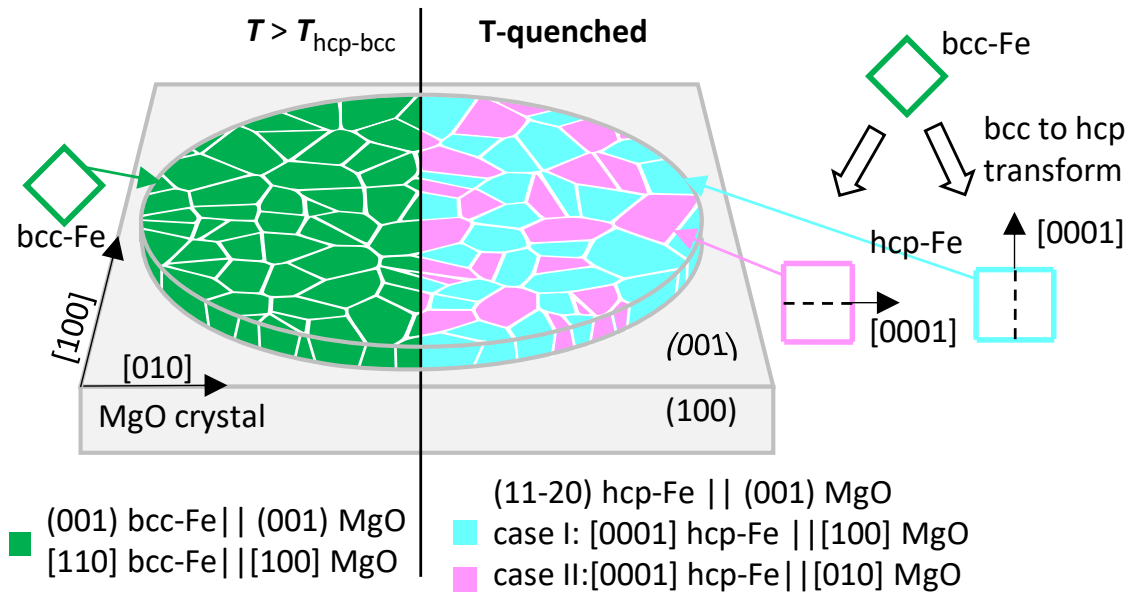 T > Thcp-bcc
T-quenched
bcc-Fe
bcc to hcp
transform
bcc-Fe
hcp-Fe
[0001]
[0001]
[100]
[010]
(001)
MgO crystal
(100)
(001) bcc-Fe|| (001) MgO
[110] bcc-Fe||[100] MgO
(11-20) hcp-Fe || (001) MgO
case I: [0001] hcp-Fe ||[100] MgO
case II:[0001] hcp-Fe||[010] MgO